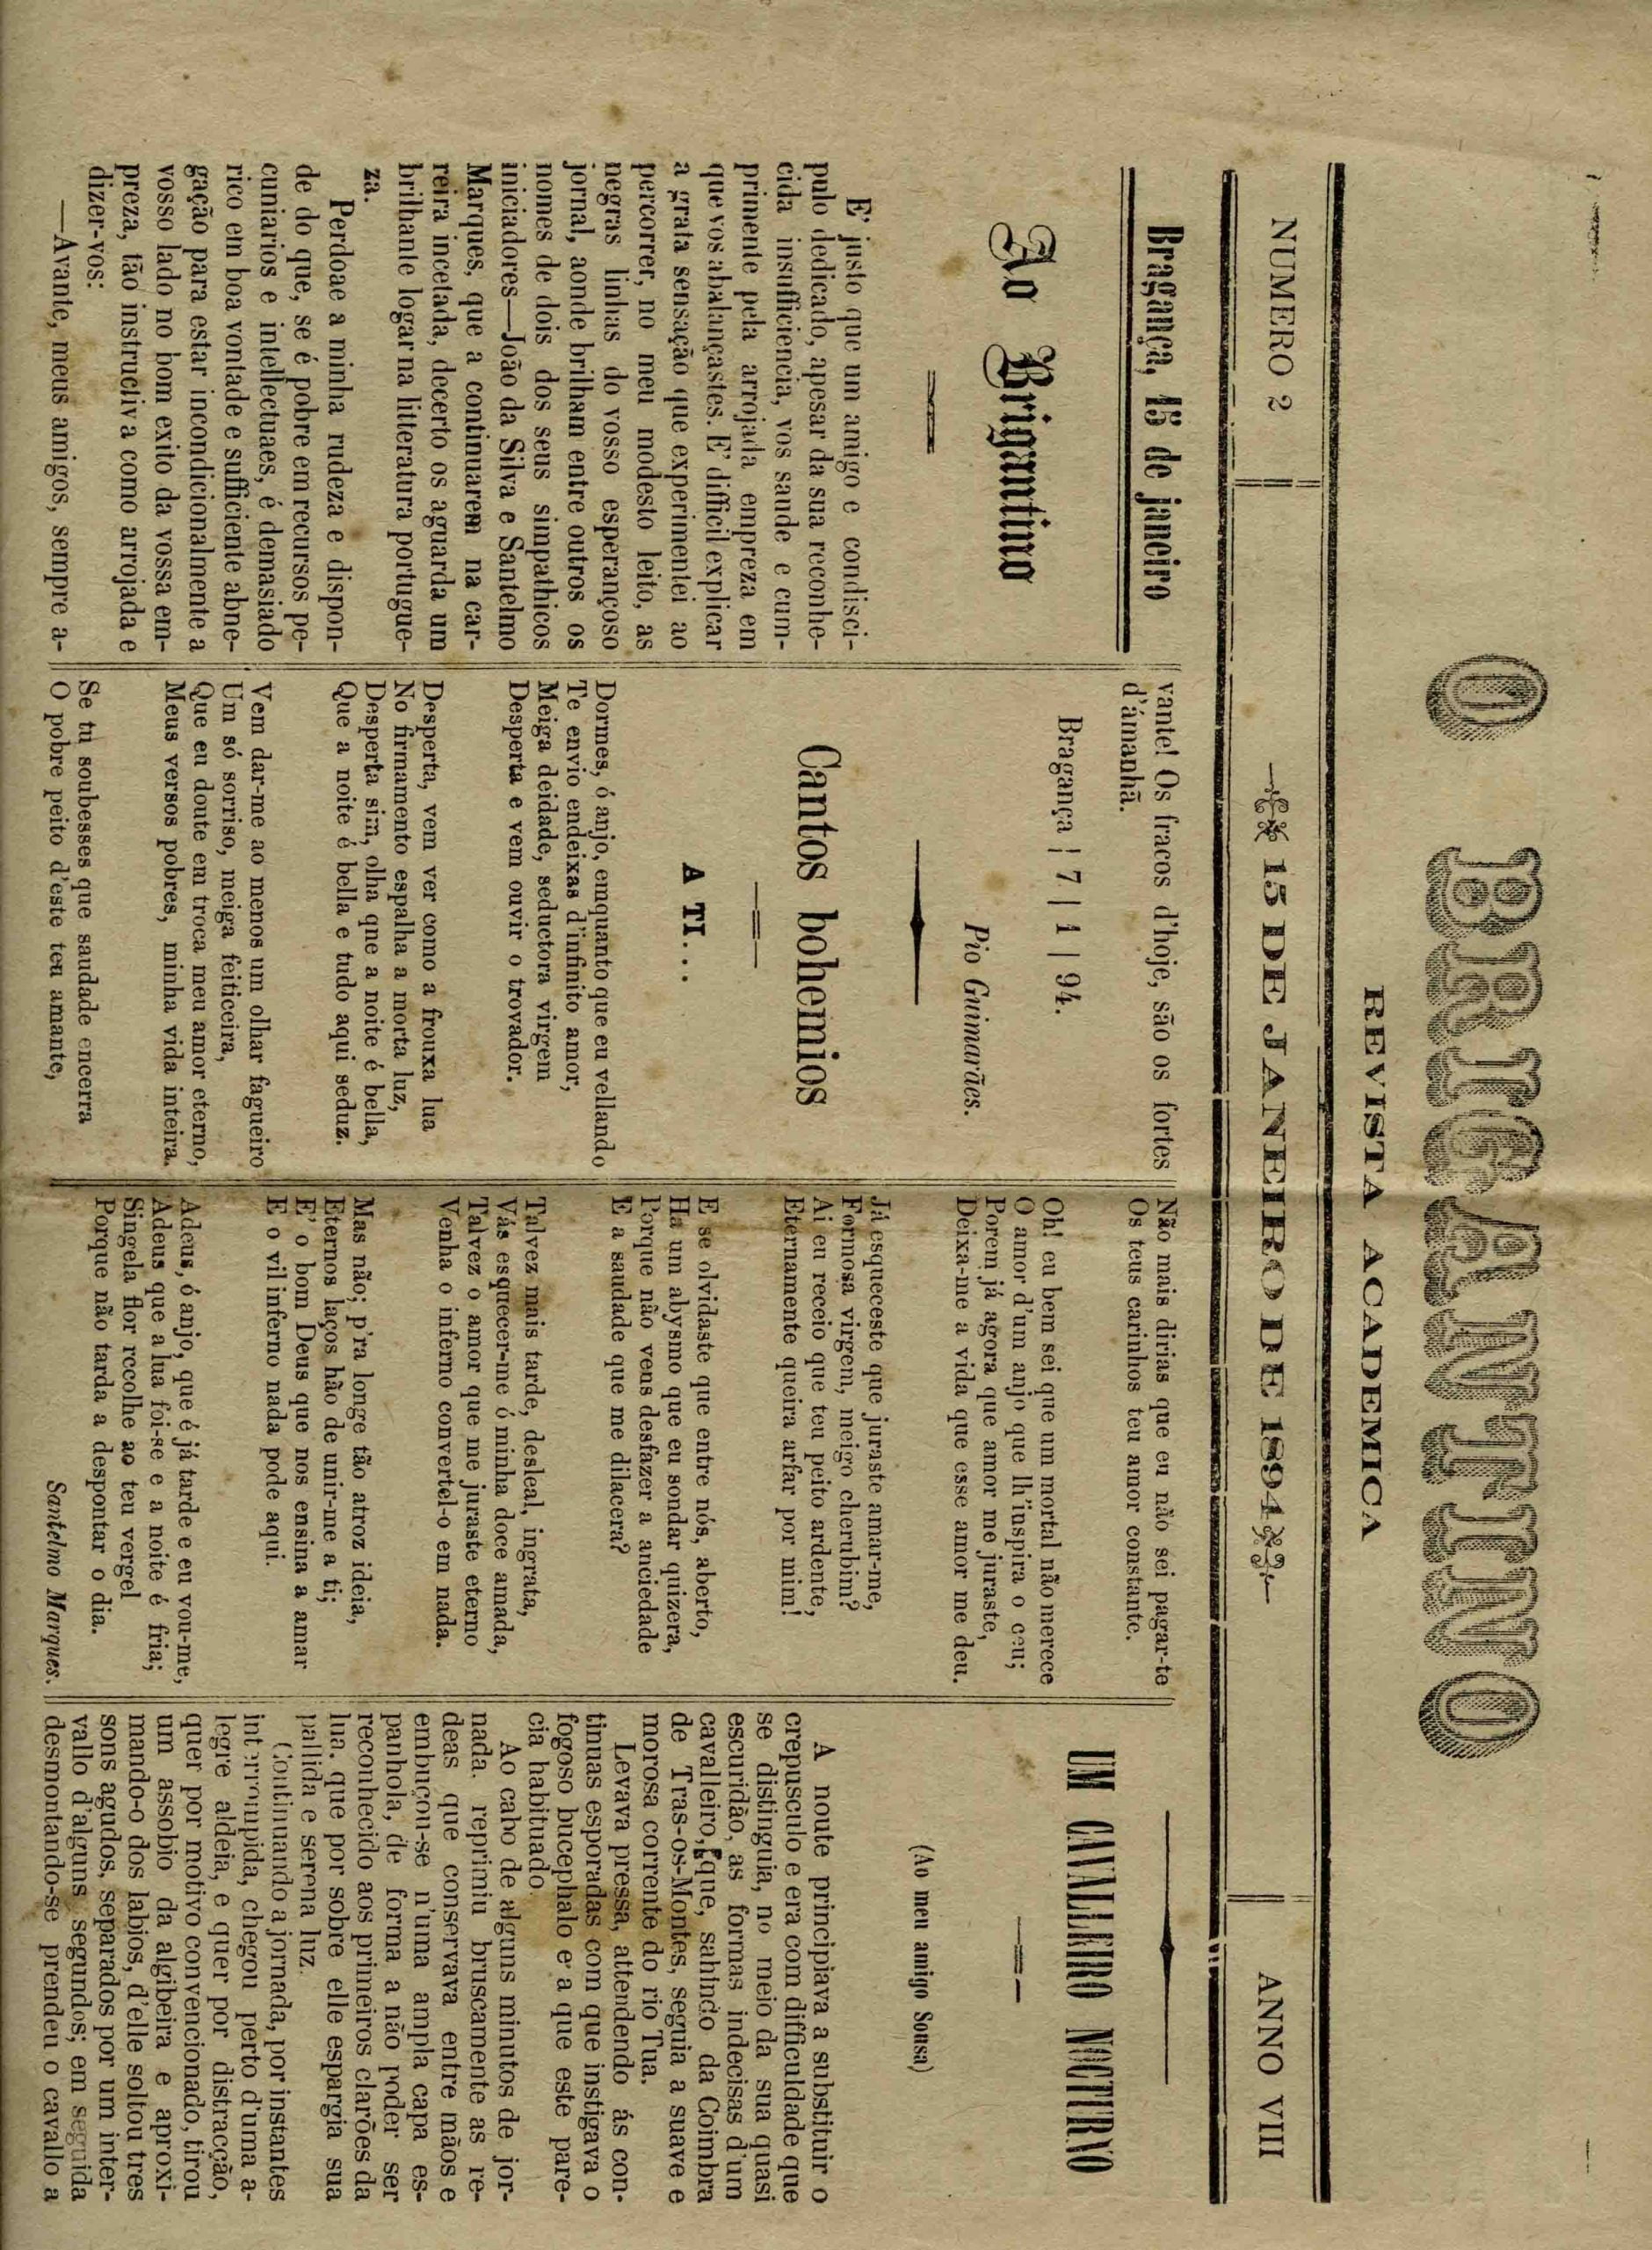 O BRIGANTINO
REVISTA ACADEMICA
NUMERO 2
15 DE JANEIRO DE 1894
ANNO VIII
Bragança, 15 de janeiro
Ao Brigantino
E' justo que um amigo e condisci-
pulo dedicado, apesar da sua reconhe-
cida insufficiencia, vos saude e cum-
primente pela arrojada empreza em
que vos abalançastes. E' difficil explicar
a grata sensação que experimentei ao
percorrer, no meu modesto leito, as
negras linhas do vosso esperançoso
jornal, aonde brilham entre outros os
nomes de dois dos seus simpathicos
iniciadores—João da Silva e Santelmo
Marques, que a continuarem na car-
reira incetada, decerto os aguarda um
brilhante logar na literatura portugue-
za.
Perdoae a minha rudeza e dispon-
de do que, se é pobre em recursos pe-
cuniarios e intellectuaes, é demasiado
rico em boa vontade e sufficiente abne-
gação para estar incondicionalmente a
vosso lado no bom exito da vossa em-
preza, tão instructiva como arrojada e
dizer-vos:
—Avante, meus amigos, sempre a-
vante! Os fracos d'hoje, são os fortes
d'ámanhã.
Bragança | 7 | 1 | 94.
Pio Guimarães.
Cantos bohemios
A TI...
Dormes, ó anjo, emquanto que eu vellando
Te envio endeixas d'infinito amor,
Meiga deidade, seductora virgem
Desperta e vem ouvir o trovador.
Desperta, vem ver como a frouxa lua
No firmamento espalha a morta luz,
Desperta sim, olha qne a noite é bella,
Que a noite é bella e tudo aqui seduz.
Vem dar-me ao menos um olhar fagueiro
Um só sorriso, meiga feiticeira,
Que eu doute em troca meu amor eterno,
Meus versos pobres, minha vida inteira.
Se tu soubesses que saudade encerra
O pobre peito d'este teu amante,
Não mais dirias que eu não sei pagar-te
Os teus carinhos teu amor constante.
Oh! eu bem sei que um mortal não merece
O amor d'um anjo que lh'inspira o ceu;
Porem já agora que amor me juraste,
Deixa-me a vida que esse amor me deu.
Já esqueceste que juraste amar-me,
Formosa virgem, meigo cherubim?
Ai eu receio que teu peito ardente,
Eternamente queira arfar por mim!
E se olvidaste que entre nós, aberto,
Ha um abysmo que eu sondar quizera,
Porque não vens desfazer a anciedade
E a saudade que me dilacera?
Talvez mais tarde, desleal, ingrata,
Vás esquecer-me ó minha doce amada,
Talvez o amor que me juraste eterno
Venha o inferno convertel-o em nada.
Mas não; p'ra longe tão atroz ideia,
Eternos laços hão de unir-me a ti;
E' o bom Deus que nos ensina a amar
E o vil inferno nada pode aqui.
Adeus, ó anjo, que é já tarde e eu vou-me,
Adeus que a lua foi-se e a noite é fria;
Singela flor recolhe ao teu vergel
Porque não tarda a despontar o dia.
Santelmo Marques.
UM CAVALLEIRO NOCTURNO
(Ao meu amigo Sousa)
A noute principiava a substituir o
crepusculo e era com difficuldade que
se distinguia, no meio da sua quasi
escuridão, as formas indecisas d'um
cavalleiro, que, sahindo da Coimbra
de Tras-os-Montes, seguia a suave e
morosa corrente do rio Tua.
Levava pressa, attendendo ás con-
tinuas esporadas com que instigava o
fogoso bucephalo e a que este pare-
cia habituado.
Ao cabo de alguns minutos de jor-
nada, reprimiu bruscamente as re-
deas que conservava entre mãos e
embuçou-se n'uma ampla capa es-
panhola, de forma a não poder ser
reconhecido aos primeiros clarões da
lua, que por sobre elle espargia sua
pallida e serena luz.
Continuando a jornada, por instantes
interrompida, chegou perto d'uma a-
legre aldeia, e quer por distracção,
quer por motivo convencionado, tirou
um assobio da algibeira e aproxi-
mando-o dos labios, d'elle soltou tres
sons agudos, separados por um inter-
vallo d'alguns segundos; em seguida
desmontando-se prendeu o cavallo a